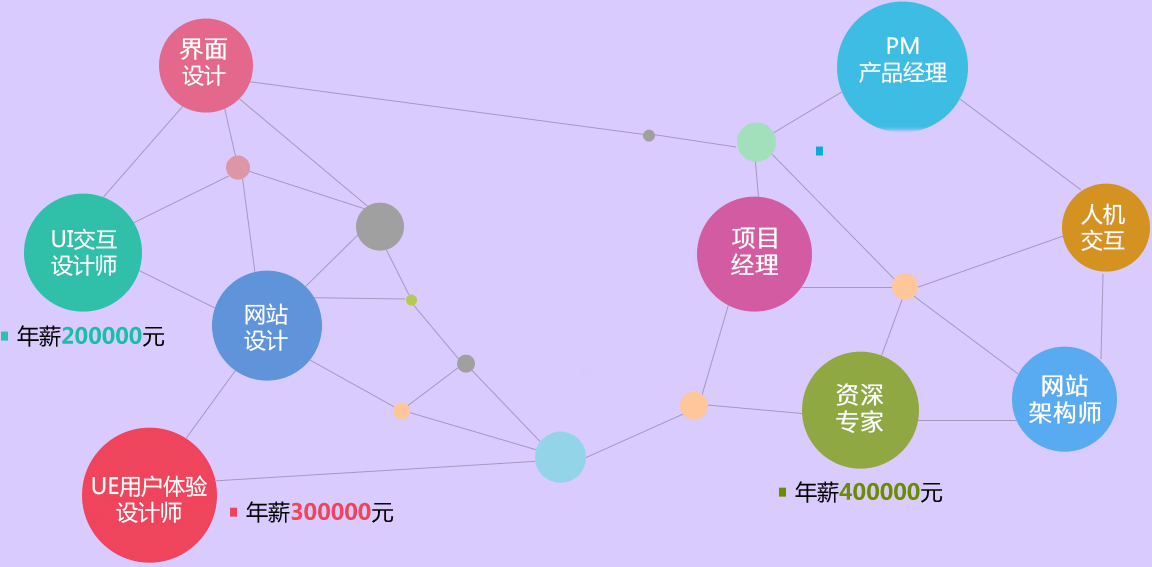 界面
设计
PM
产品经理
人机
交互
UI交互
设计师
项目
经理
网站
设计
年薪200000元
资深
专家
网站
架构师
UE用户体验
设计师
年薪300000元
年薪400000元